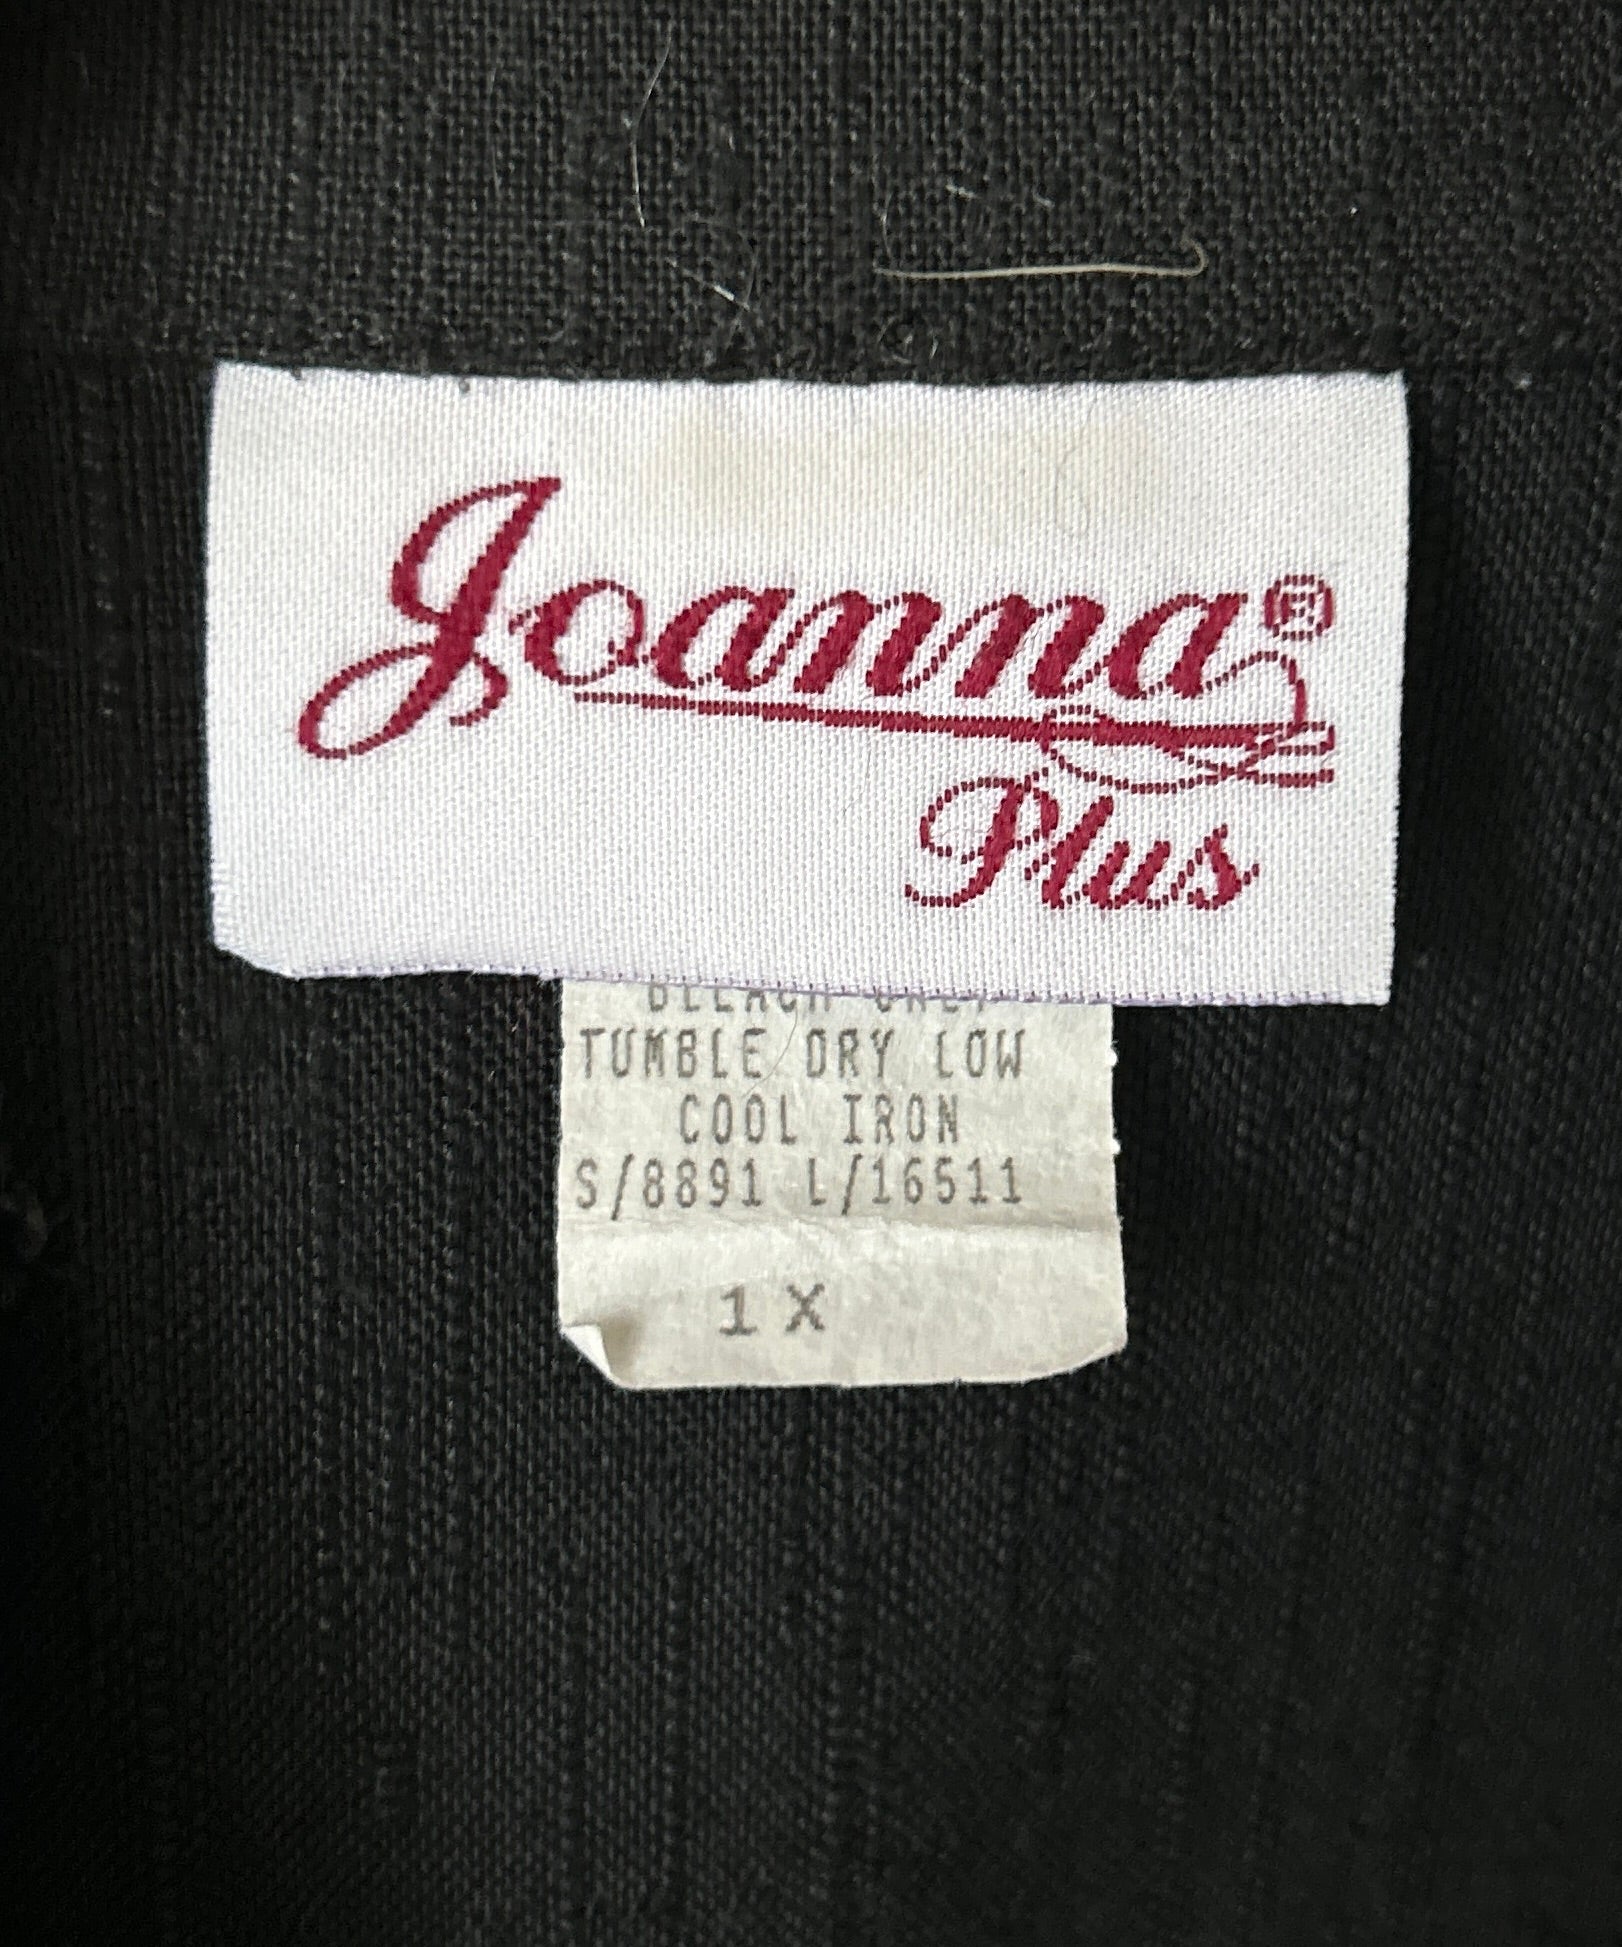 Joanna®
Plus
TUMBLE DRY LOW
COOL IRON
S/8891 L/16511
1X